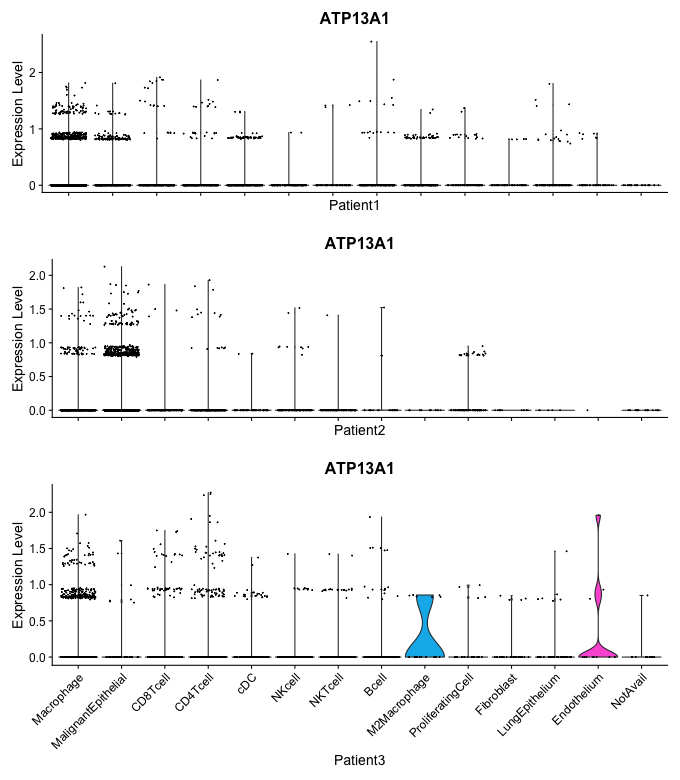 ATP13A1
Expression Level
2
1
0
Patient1
ATP13A1
Expression Level
2.0
1.5
1.0
0.5
0.0
Patient2
ATP13A1
Expression Level
2.0
1.5
1.0
0.5
0.0
Macrophage
MalignantEpithelial
CD8Tcell
CD4Tcell
cDC
NKcell
NKTcell
Bcell
M2Macrophage
ProliferatingCell
Fibroblast
LungEpithelium
Endothelium
NotAvail
Patient3